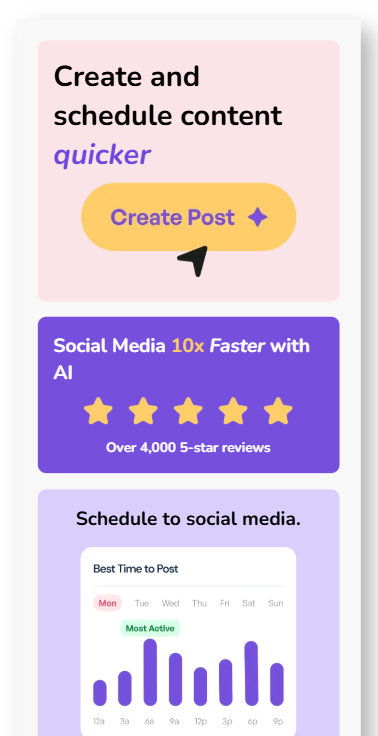 Create and
schedule content
quicker
Create Post
Social Media 10x Faster with
AI
Over 4,000 5-star reviews
Schedule to social media.
Best Time to Post
Mon Tue Wed Thu Fri Sat Sun
Most Active
12a 3a 6a 9a 12p 3p 6p 9p